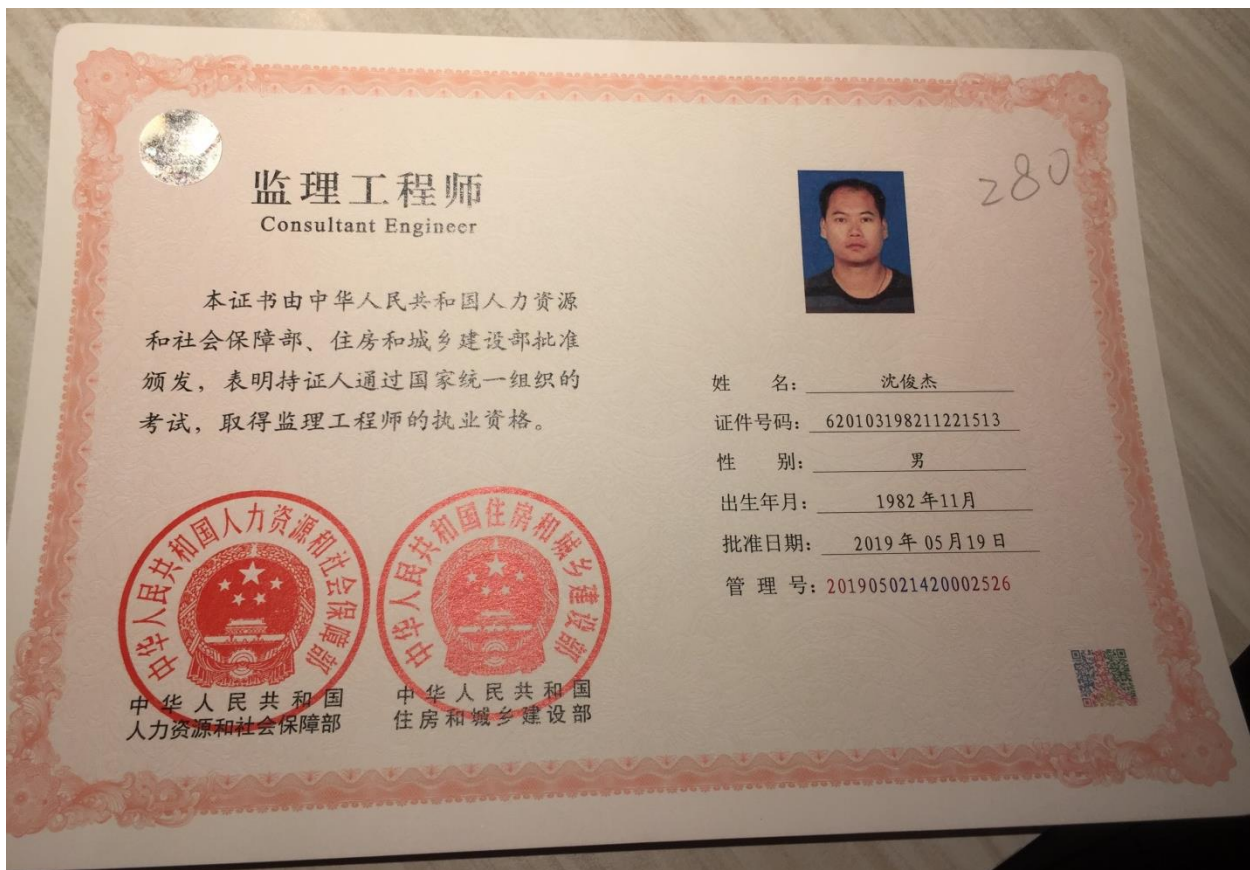 监理工程师
Consultant Engineer
本证书由中华人民共和国人力资源
和社会保障部、住房和城乡建设部批准
颁发，表明持证人通过国家统一组织的
考试，取得监理工程师的执业资格。
中华人民共和国人力资源和社会保障部
中华人民共和国住房和城乡建设部
中华人民共和国
人力资源和社会保障部
中华人民共和国
住房和城乡建设部
280
姓 名：沈俊杰
证件号码：620103198211221513
性 别：男
出生年月：1982年11月
批准日期：2019年05月19日
管 理 号：201905021420002526